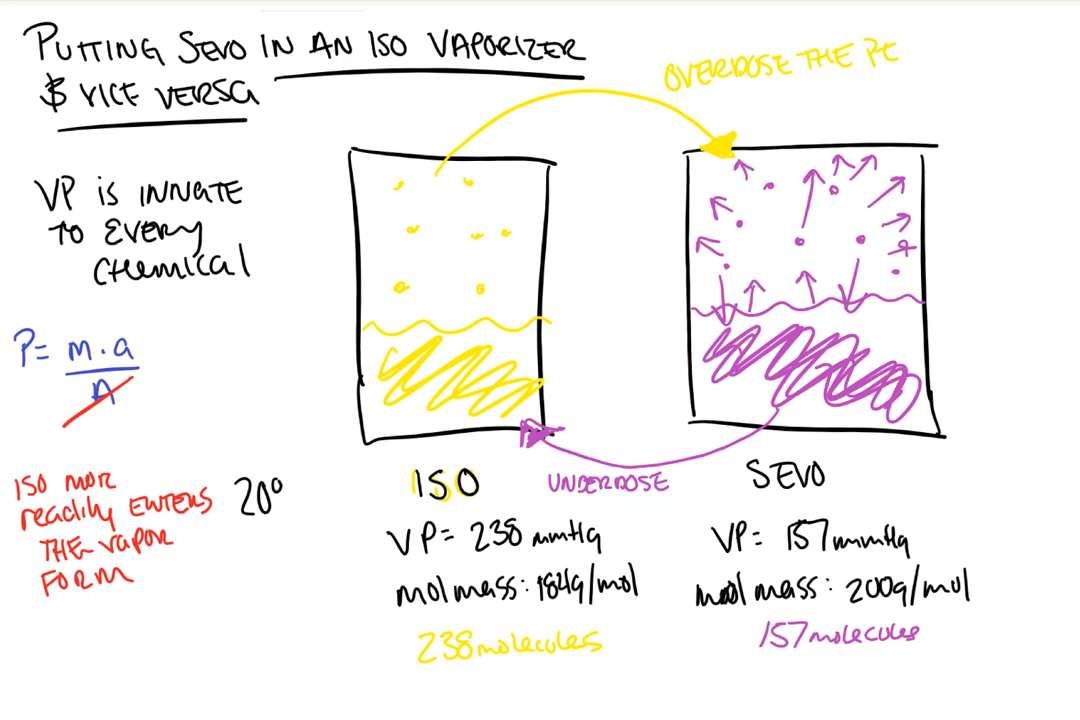 PUTTING SEVO IN AN ISO VAPORIZER
$ VICE VERSA
OVERDOSE THE PT
VP is INNATE
TO EVERY
CHEMICAL
P= m.a
A
ISO MOR
readily ENTERS
THE VAPOR
FORM
20°
ISO
VP= 238 mmHg
mol mass: 184g/mol
238 molecules
UNDERDOSE
SEVO
VP= 157 mmHg
mol mass: 200g/mol
157 molecules